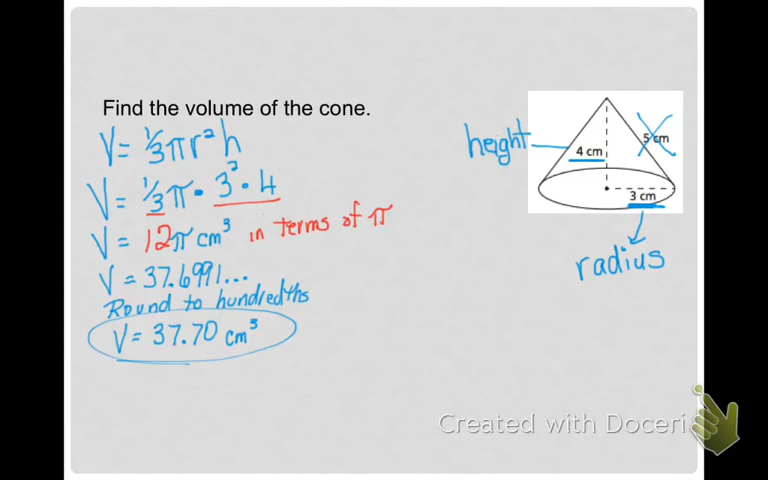 Find the volume of the cone.
V = 1/3 π r² h
V = 1/3 π · 3² · 4
V = 12π cm³ in terms of π
V = 37.6991...
Round to hundredths
V = 37.70 cm³
height
4 cm
5 cm
3 cm
radius
Created with Doceri